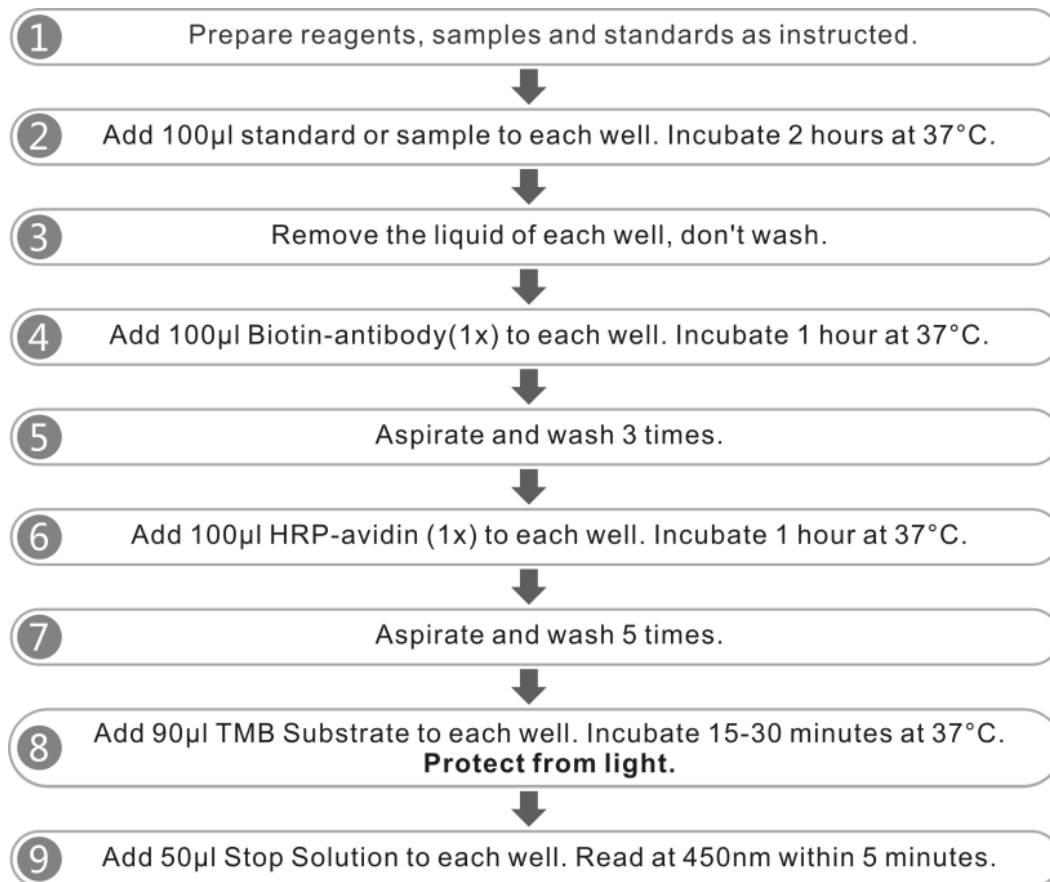 1 Prepare reagents, samples and standards as instructed.
2 Add 100µl standard or sample to each well. Incubate 2 hours at 37°C.
3 Remove the liquid of each well, don't wash.
4 Add 100µl Biotin-antibody(1x) to each well. Incubate 1 hour at 37°C.
5 Aspirate and wash 3 times.
6 Add 100µl HRP-avidin (1x) to each well. Incubate 1 hour at 37°C.
7 Aspirate and wash 5 times.
8 Add 90µl TMB Substrate to each well. Incubate 15-30 minutes at 37°C.
Protect from light.
9 Add 50µl Stop Solution to each well. Read at 450nm within 5 minutes.